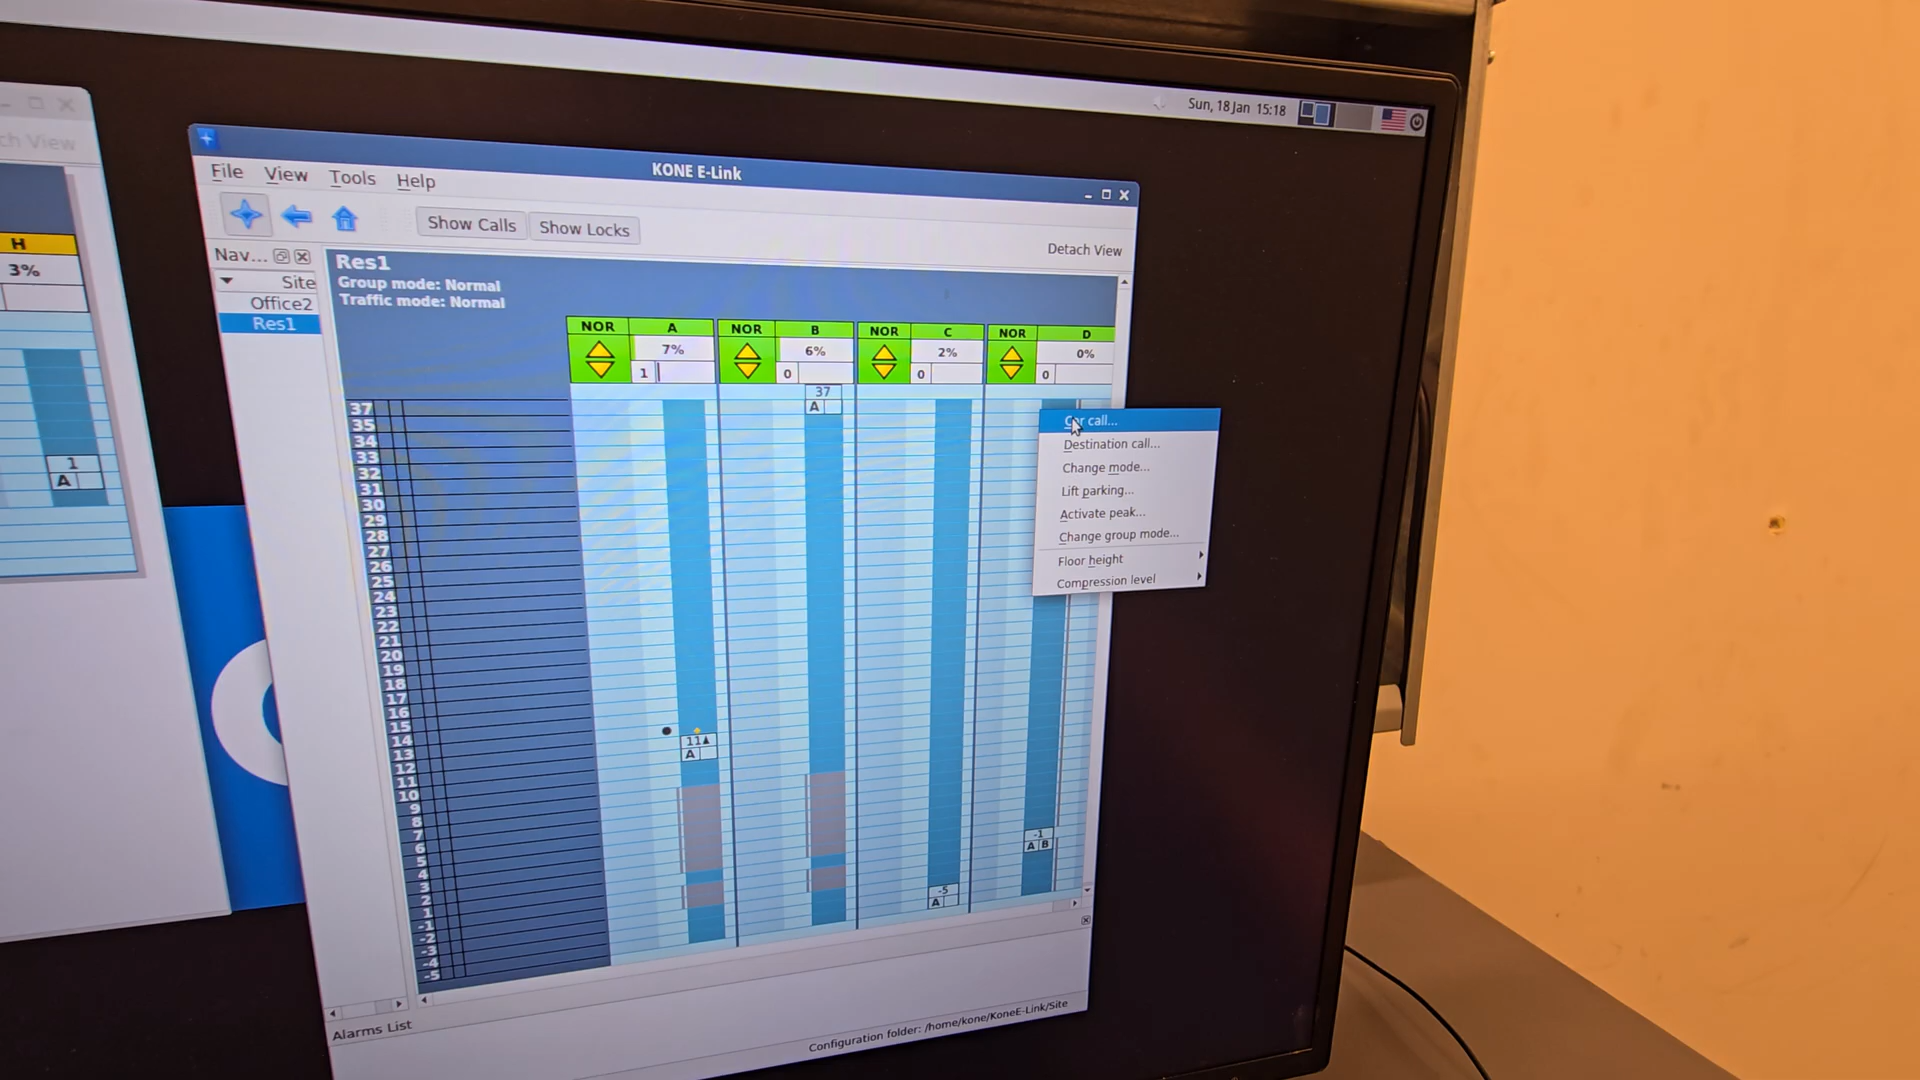 Sun, 18 Jan 15:18
ch View
H
3%
1
A
KONE E-Link
File View Tools Help
Show Calls Show Locks
Detach View
Nav...
Site
Office2
Res1
Res1
Group mode: Normal
Traffic mode: Normal
NOR A NOR B NOR C NOR D
7% 6% 2% 0%
1 0 0 0
37
A
37
35
34
33
32
31
30
29
28
27
26
25
24
23
22
21
20
19
18
17
16
15
14
13
12
11
10
9
8
7
6
5
4
3
2
1
-1
-2
-3
-4
-5
11▲
A
-5
A
-1
A B
Car call...
Destination call...
Change mode...
Lift parking...
Activate peak...
Change group mode...
Floor height
Compression level
Alarms List
Configuration folder: /home/kone/KoneE-Link/Site